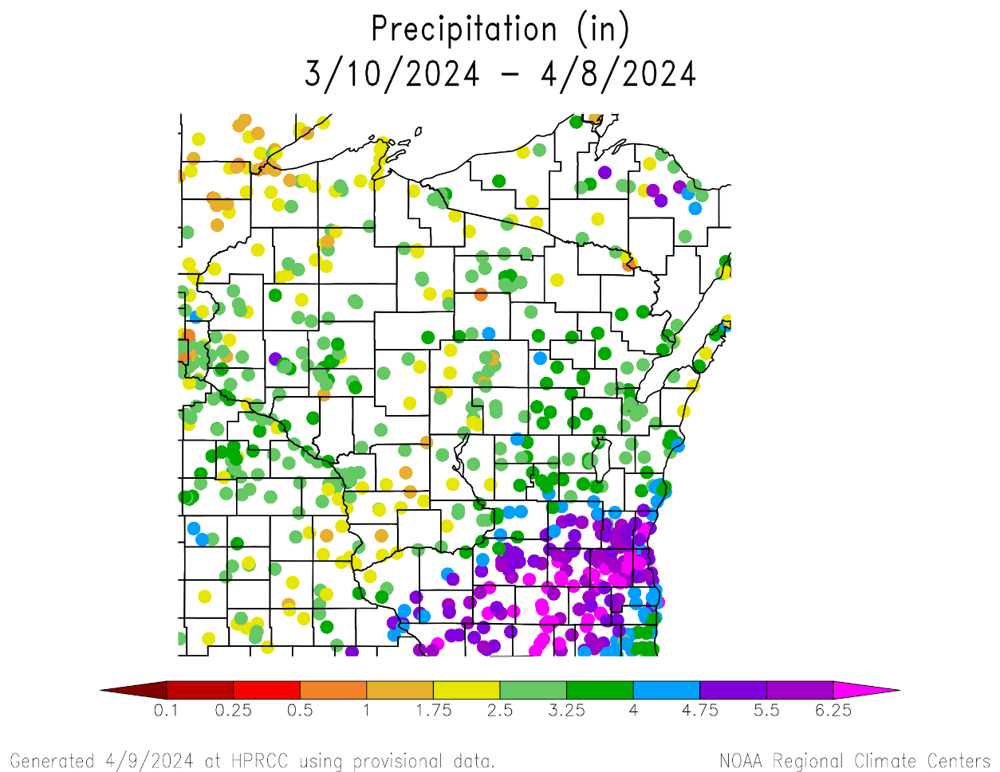 Precipitation (in)
3/10/2024 – 4/8/2024
0.1 0.25 0.5 1 1.75 2.5 3.25 4 4.75 5.5 6.25
Generated 4/9/2024 at HPRCC using provisional data.
NOAA Regional Climate Centers